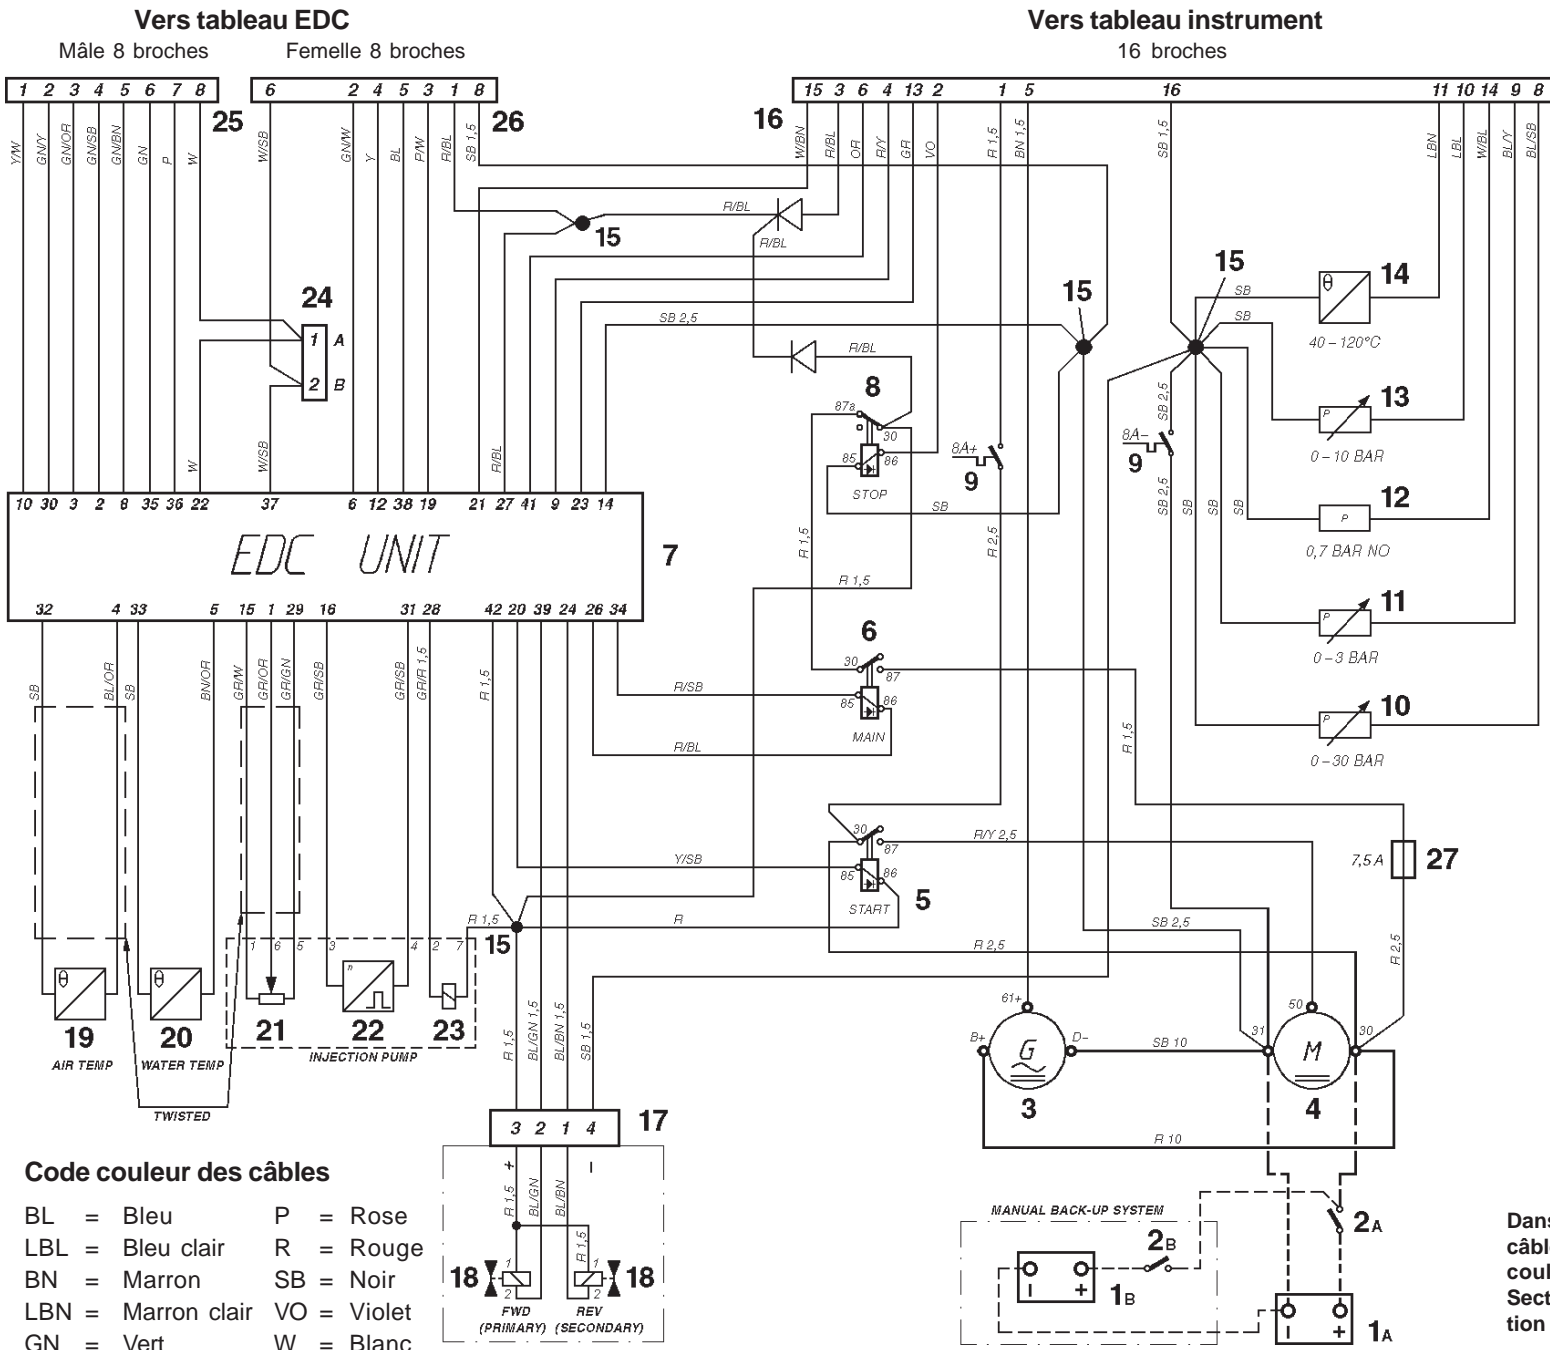 Vers tableau EDC
Vers tableau instrument
Mâle 8 broches
Femelle 8 broches
16 broches
1 2 3 4 5 6 7 8
25
6 2 4 5 3 1 8
26
16
15 3 6 4 13 2 1 5 16 11 10 14 9 8
Y/W GN/Y GN/OR GN/SB GN/BN GN P W
W/SB GN/W Y BL P/W R/BL SB 1,5
W/BN R/BL OR R/Y GR VO R 1,5 BN 1,5
SB 1,5
LBN LBL W/BL BL/Y BL/SB
R/BL
15
R/BL
24
1 A
2 B
W
W/SB
R/BL
SB 2,5
15
15
R/BL
SB
14
40–120°C
SB
13
P
0–10 BAR
12
P
0,7 BAR NO
11
P
0–3 BAR
10
P
0–30 BAR
8
87a
30
85
86
STOP
SB
8A+
9
8A–
9
SB 2,5
SB 2,5
SB
SB
SB
R 1,5
R 2,5
R 1,5
10 30 3 2 8 35 36 22 37 6 12 38 19 21 27 41 9 23 14
EDC UNIT
7
32 4 33 5 15 1 29 16 31 28 42 20 39 24 26 34
SB BL/OR SB BN/OR GR/W GR/OR GR/GN GR/SB GR/SB GR/R 1,5 R 1,5
6
30
87
85
86
R/SB
MAIN
R/BL
R 1,5
30
87
R/Y 2,5
Y/SB
85
86
START
5
7,5 A
27
R 1,5
15
R
SB 2,5
R 2,5
R 2,5
1 6 5 3 4 2 7
n
19
AIR TEMP
20
WATER TEMP
21
22
23
INJECTION PUMP
TWISTED
R 1,5 BL/GN 1,5 BL/BN 1,5 SB 1,5
61+
B+
G
D–
3
SB 10
31
50
30
M
4
R 10
3 2 1 4
17
+
–
R 1,5 BL/GN BL/BN
R 1,5
18
1
2
1
2
18
FWD
(PRIMARY)
REV
(SECONDARY)
MANUAL BACK-UP SYSTEM
2B
– +
1B
2A
– +
1A
Code couleur des câbles
BL = Bleu P = Rose
LBL = Bleu clair R = Rouge
BN = Marron SB = Noir
LBN = Marron clair VO = Violet
GN = Vert W = Blanc
Dans
câble
coul
Sect
tion